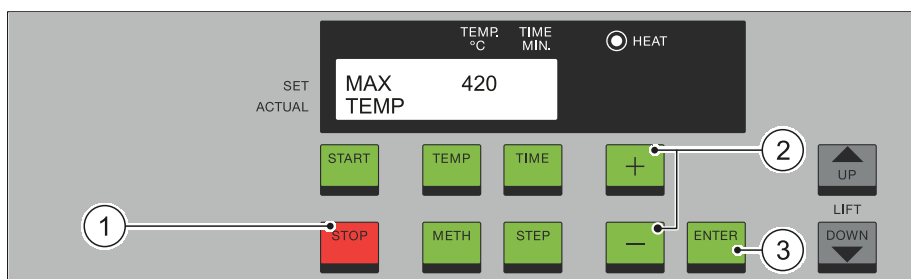 TEMP. TIME
°C MIN.
HEAT
SET MAX 420
ACTUAL TEMP
START TEMP TIME + 2 UP
LIFT
1 STOP METH STEP — ENTER 3 DOWN